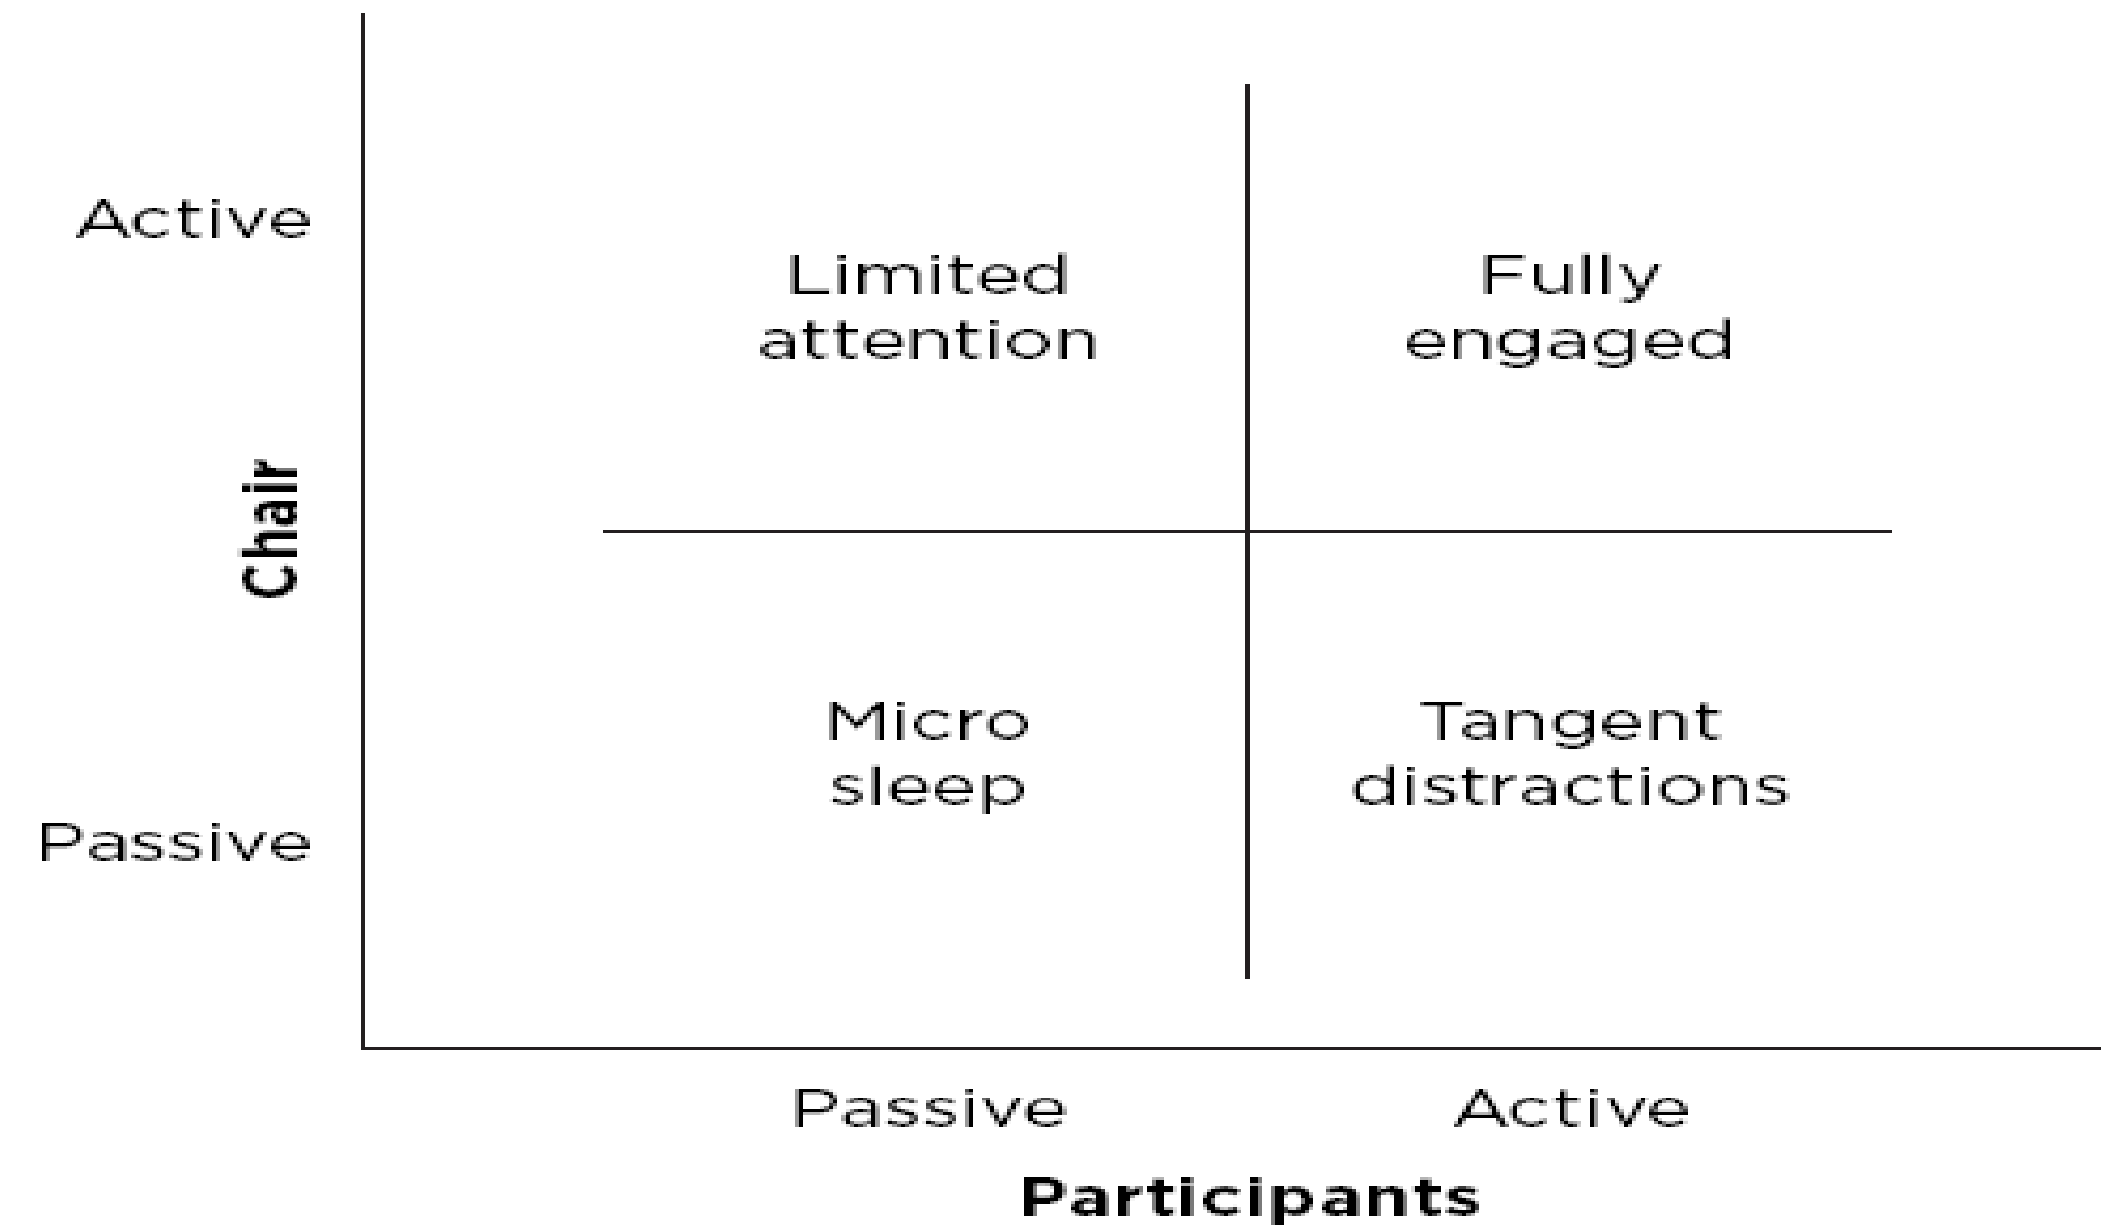 Active
Limited
attention
Fully
engaged
Chair
Micro
sleep
Tangent
distractions
Passive
Passive
Active
Participants